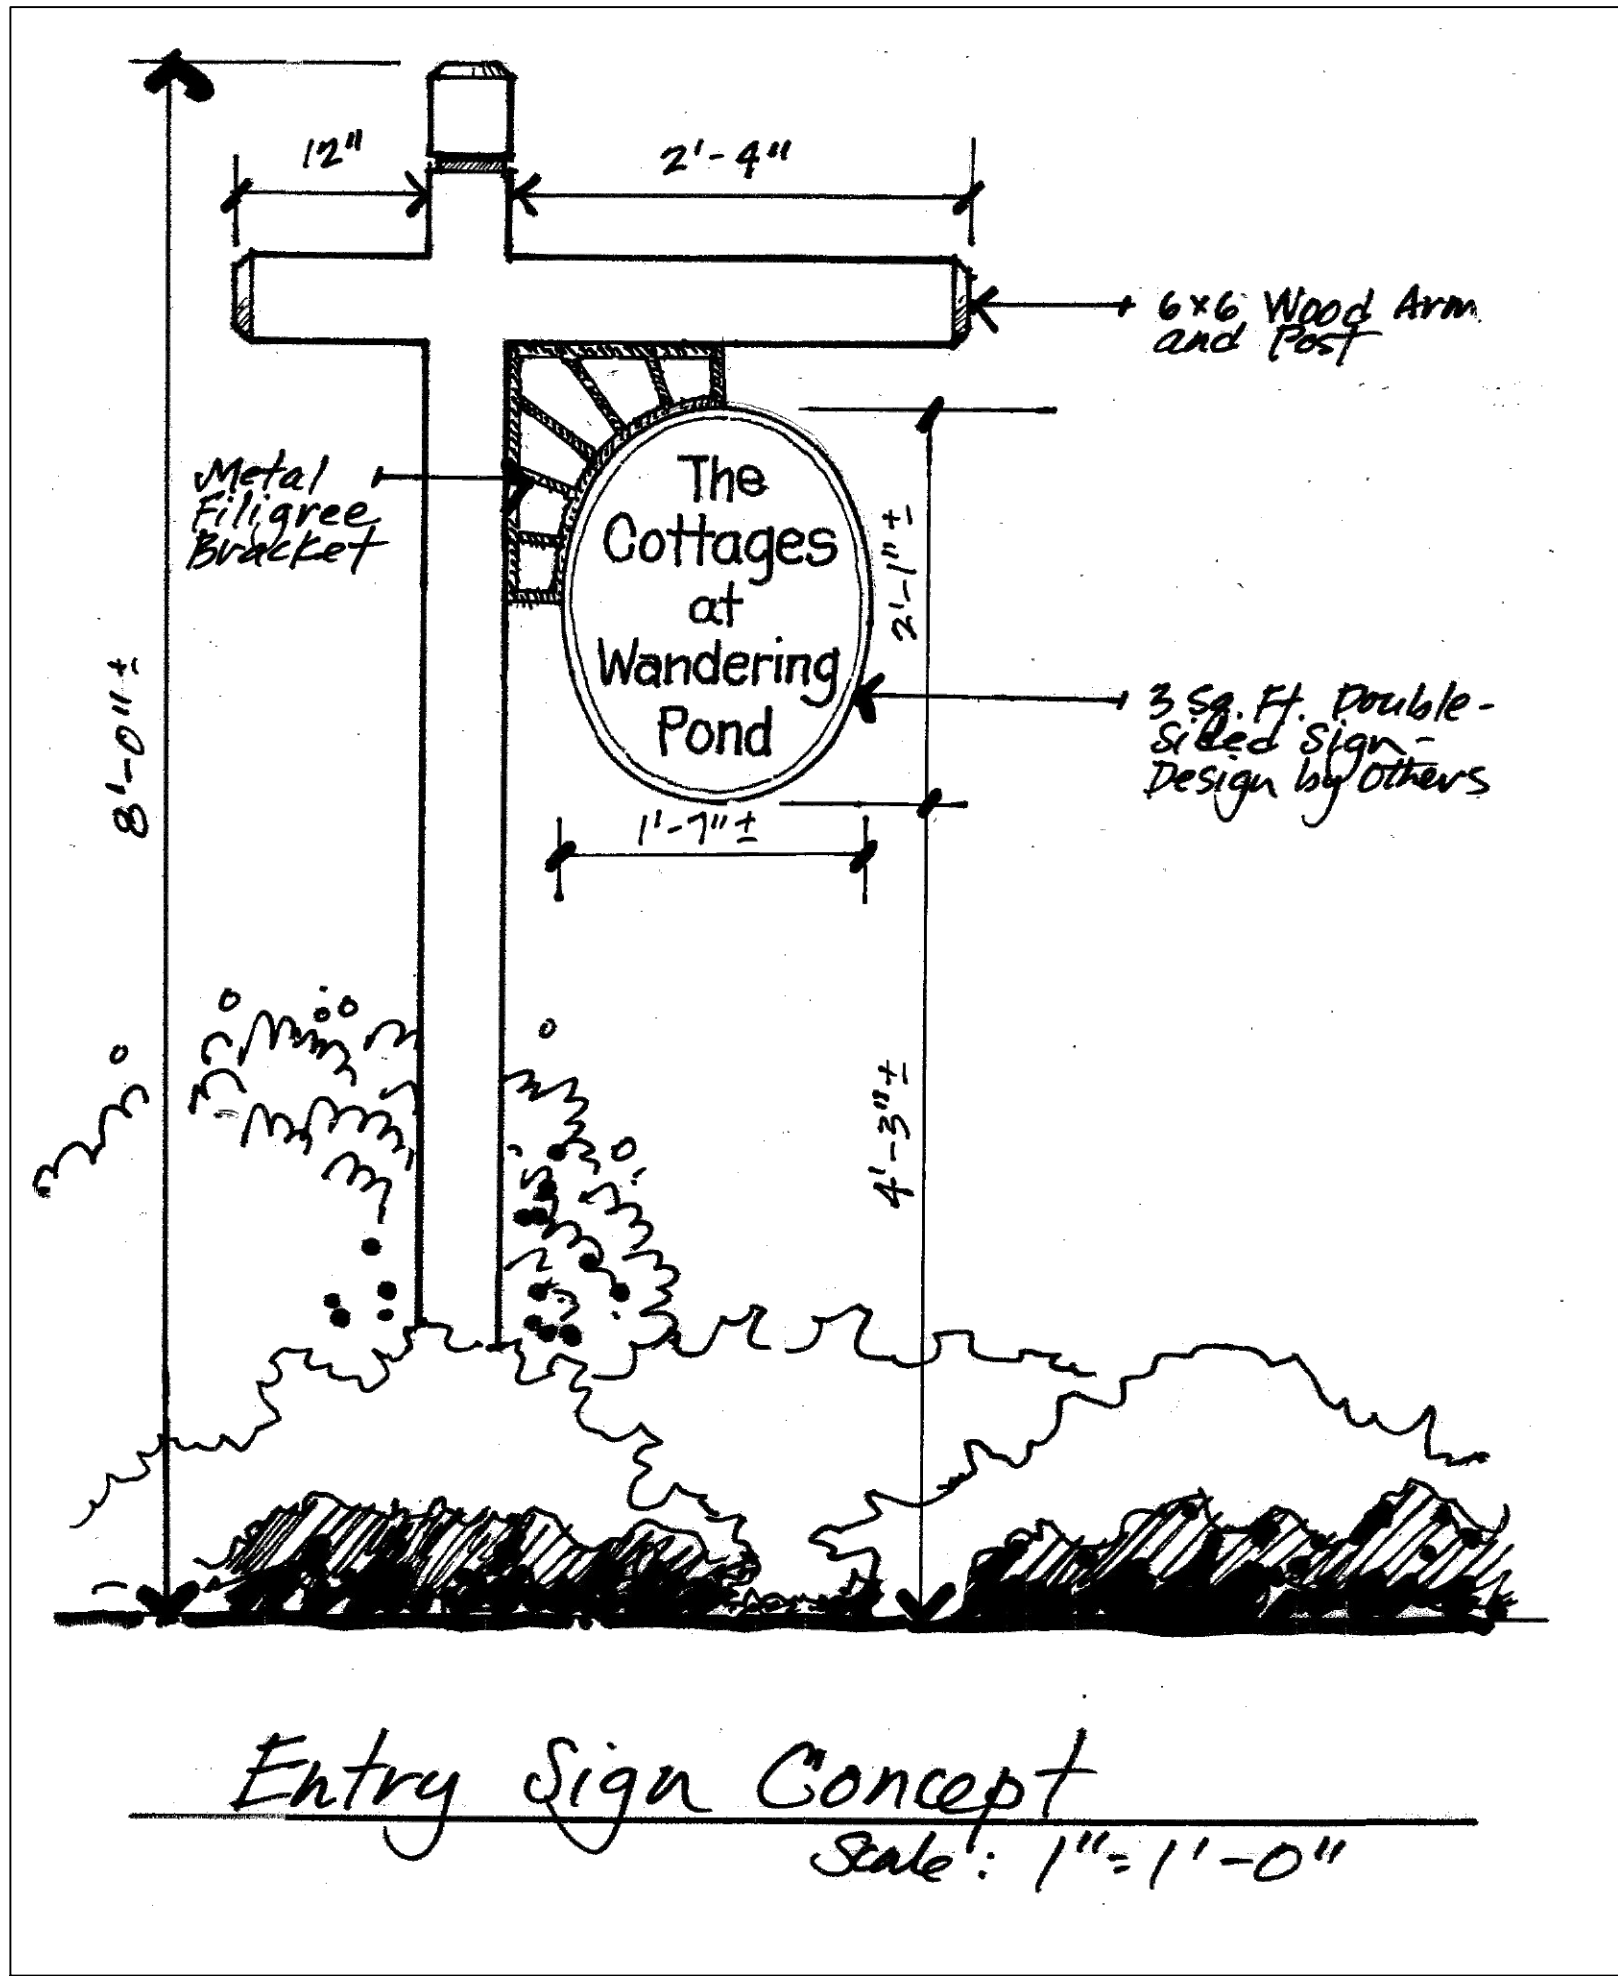 12"
2'-4"
6x6 Wood Arm
and Post
Metal
Filigree
Bracket
The
Cottages
at
Wandering
Pond
2'-1"±
8'-0"±
3 Sq. Ft. Double-
Sided Sign-
Design by Others
1'-7"±
4'-3"±
Entry Sign Concept
Scale: 1"=1'-0"